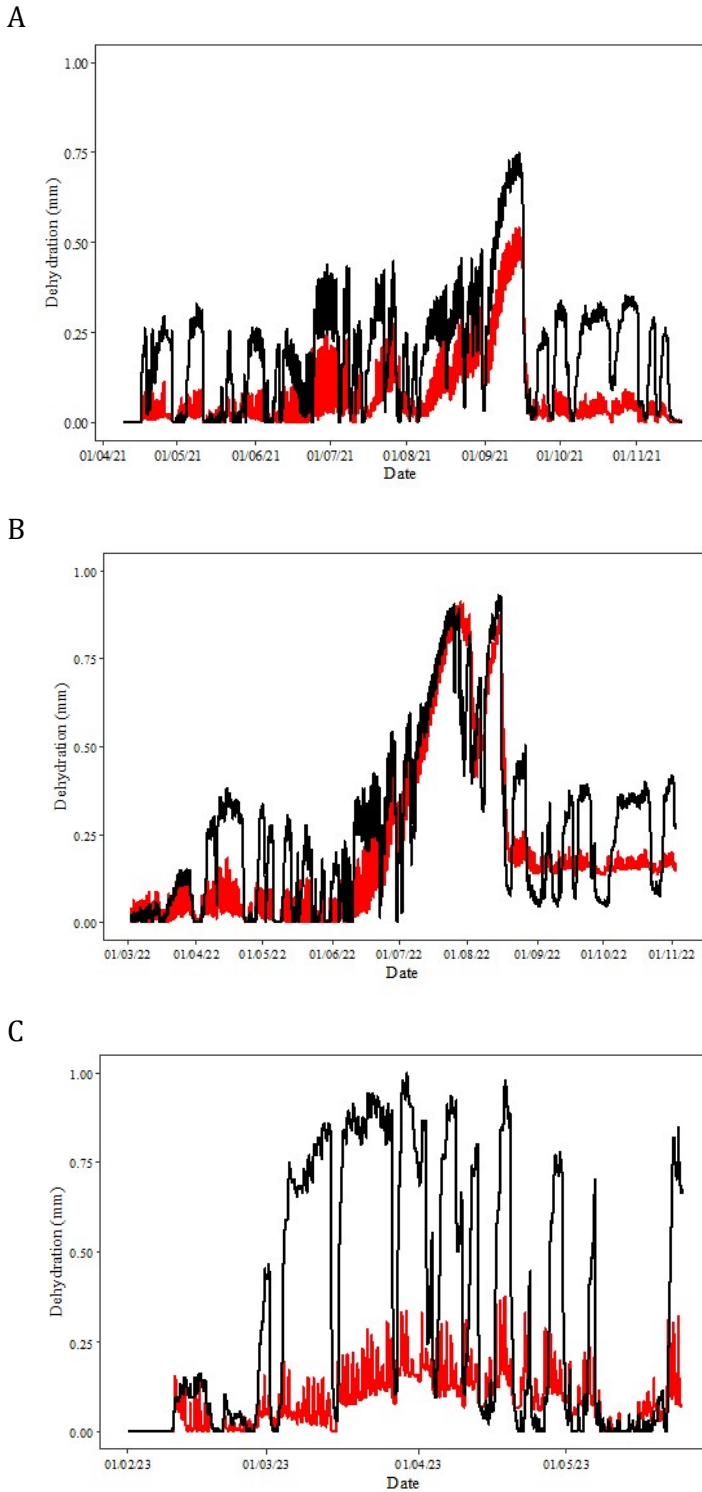 A
1.00
0.75
0.50
0.25
0.00
Dehydration (mm)
01/04/21 01/05/21 01/06/21 01/07/21 01/08/21 01/09/21 01/10/21 01/11/21
Date
B
1.00
0.75
0.50
0.25
0.00
Dehydration (mm)
01/03/22 01/04/22 01/05/22 01/06/22 01/07/22 01/08/22 01/09/22 01/10/22 01/11/22
Date
C
1.00
0.75
0.50
0.25
0.00
Dehydration (mm)
01/02/23 01/03/23 01/04/23 01/05/23
Date